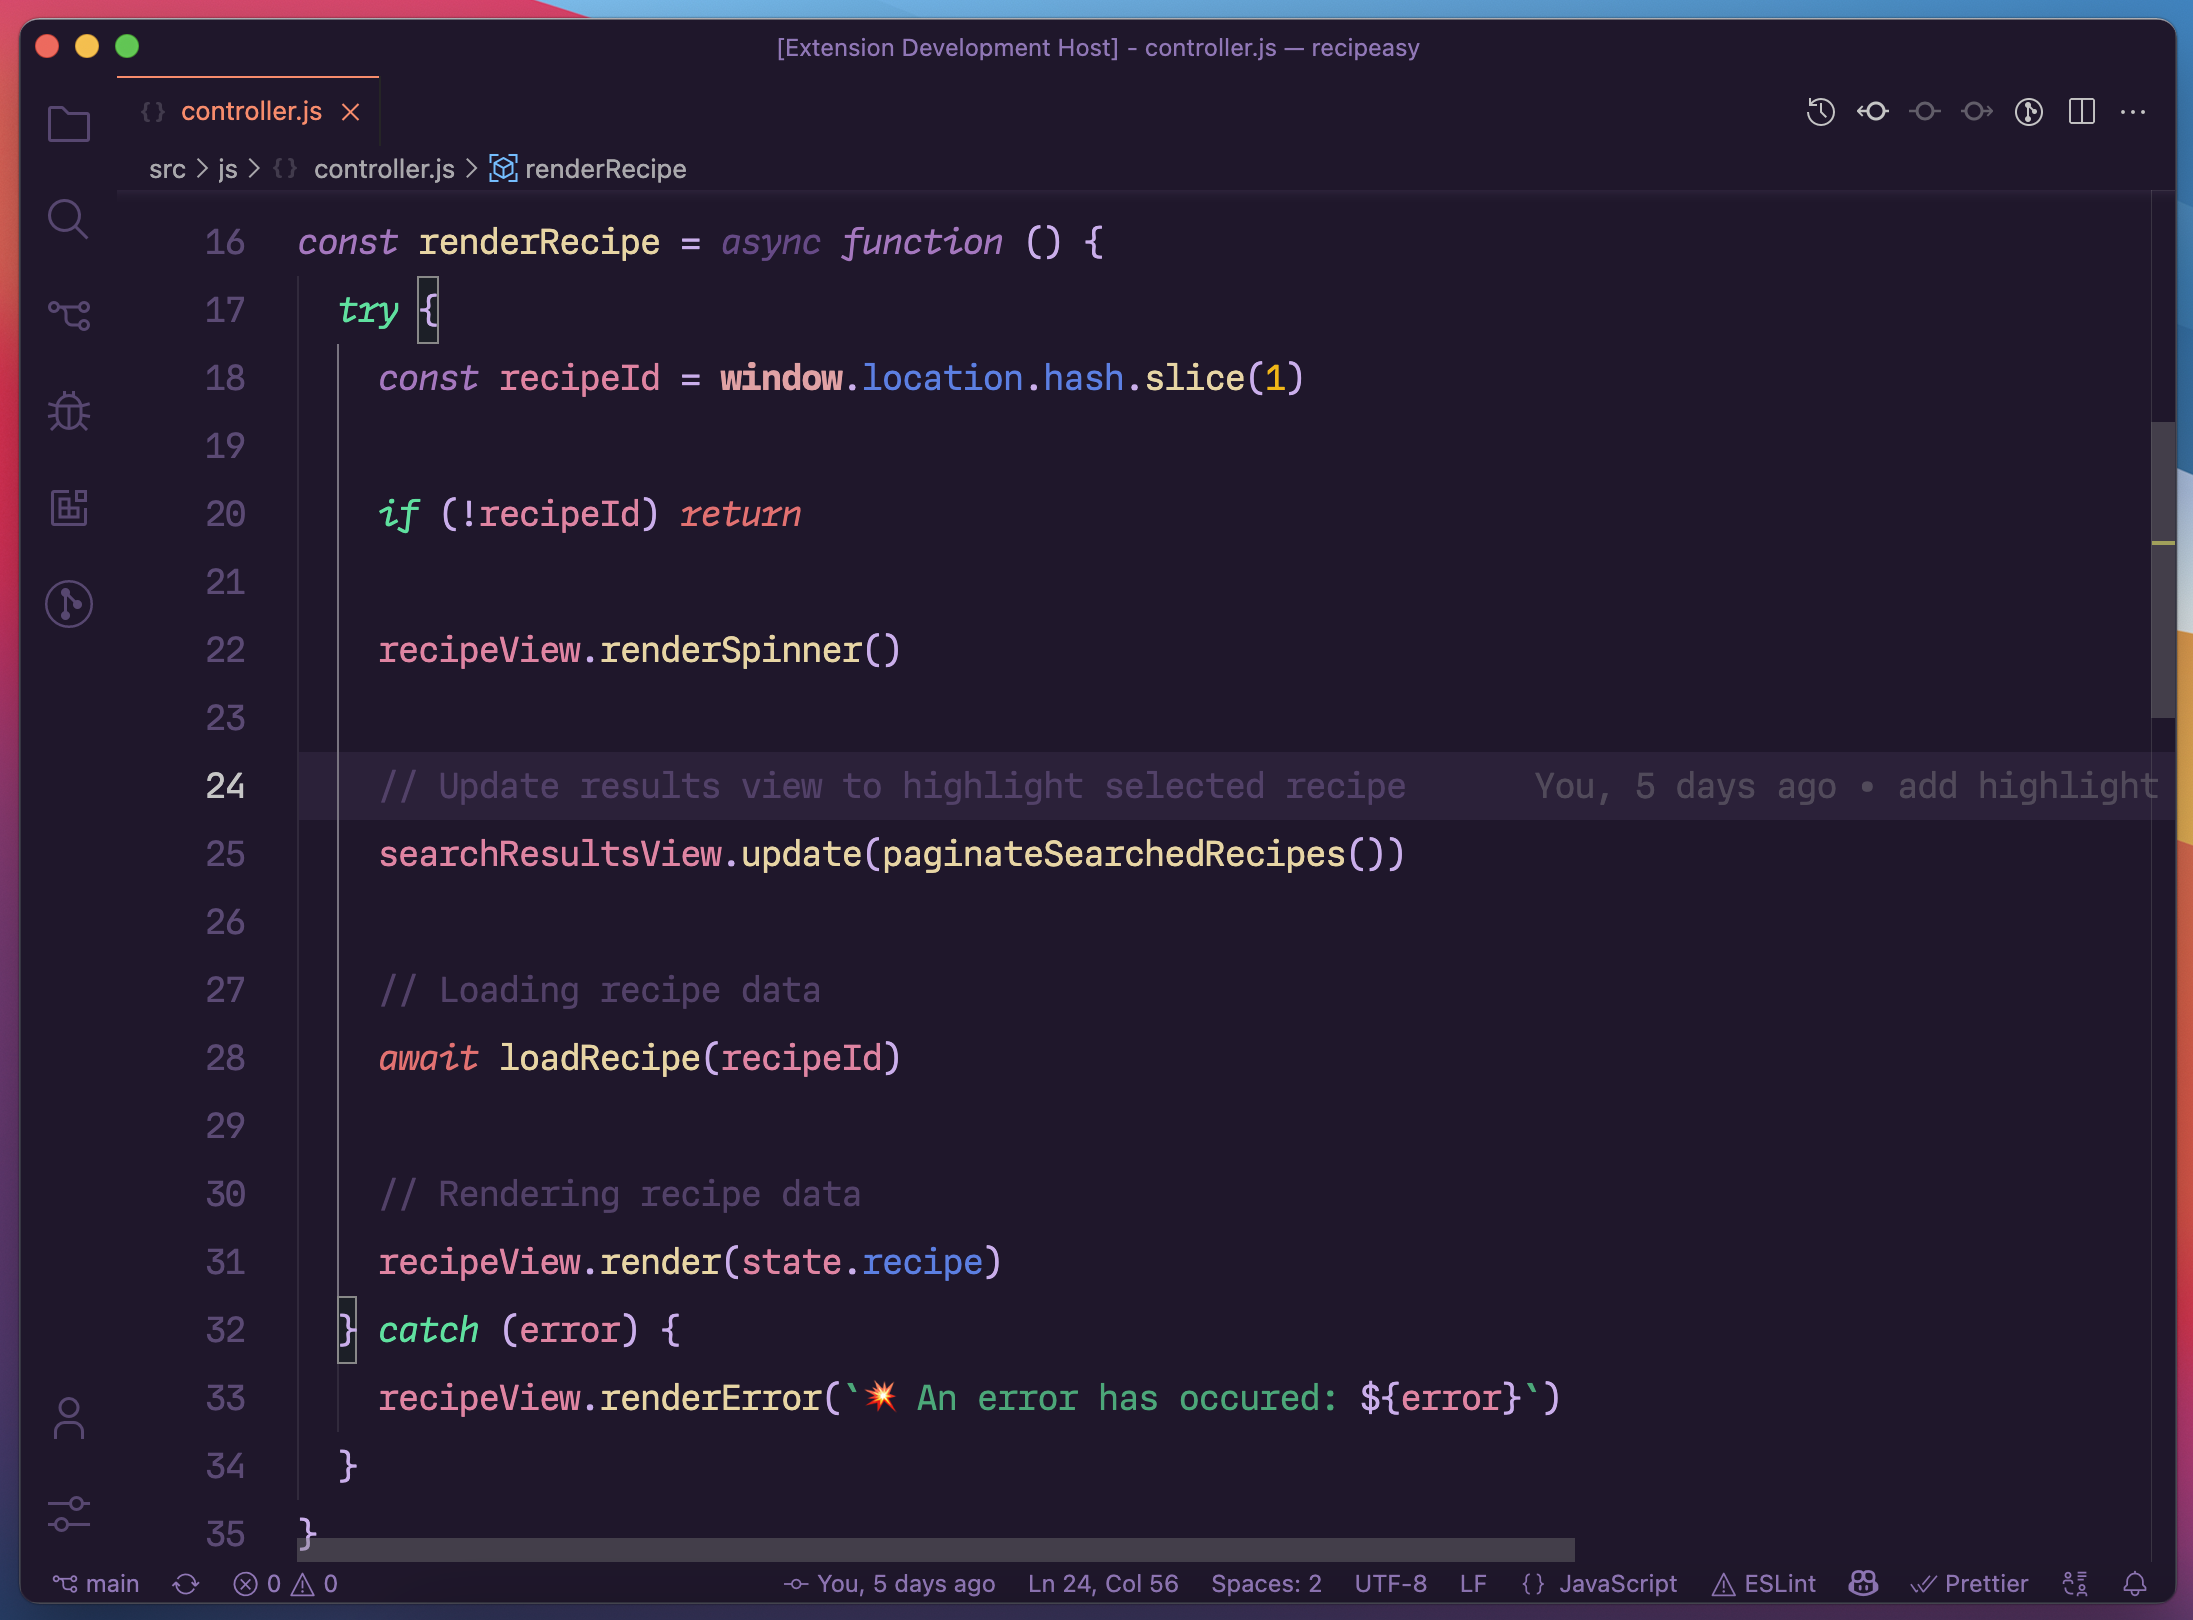 [Extension Development Host] - controller.js — recipeasy
{} controller.js
src > js > {} controller.js > renderRecipe
16 const renderRecipe = async function () {
17 try {
18 const recipeId = window.location.hash.slice(1)
19
20 if (!recipeId) return
21
22 recipeView.renderSpinner()
23
24 // Update results view to highlight selected recipe You, 5 days ago • add highlight
25 searchResultsView.update(paginateSearchedRecipes())
26
27 // Loading recipe data
28 await loadRecipe(recipeId)
29
30 // Rendering recipe data
31 recipeView.render(state.recipe)
32 } catch (error) {
33 recipeView.renderError(`💥 An error has occured: ${error}`)
34 }
35 }
main 0 0 You, 5 days ago Ln 24, Col 56 Spaces: 2 UTF-8 LF {} JavaScript ESLint Prettier